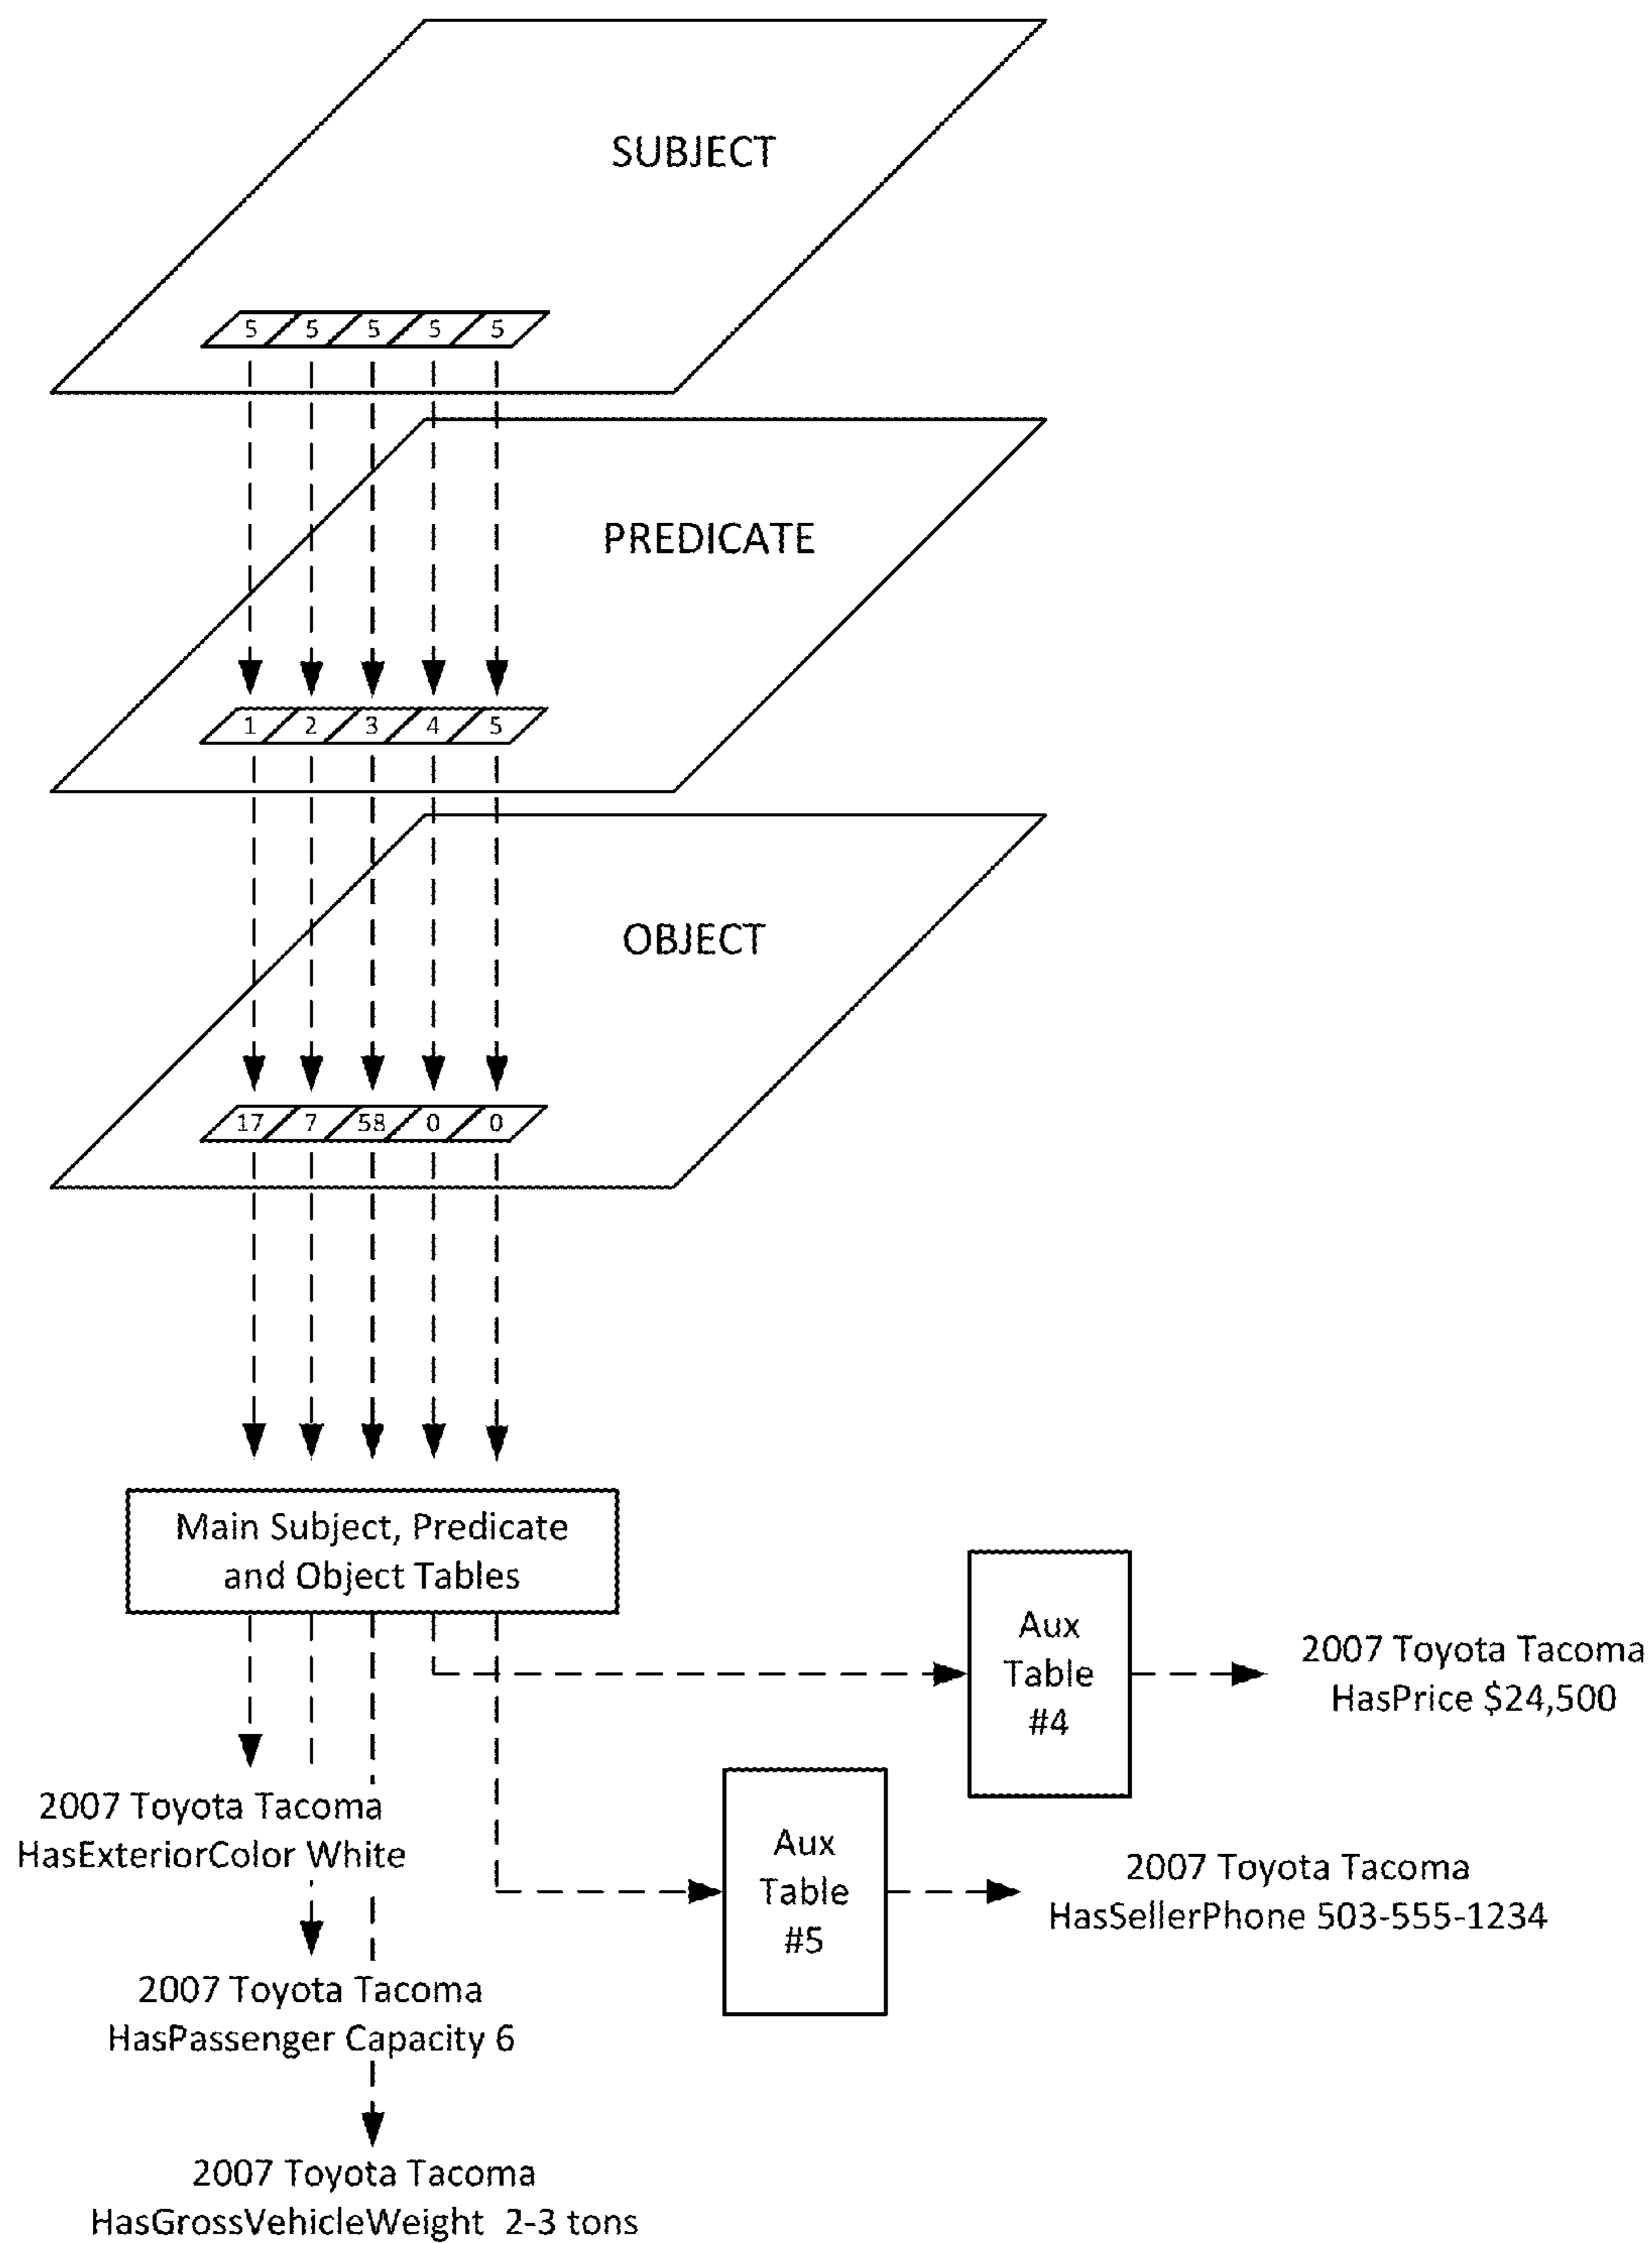 SUBJECT
5 5 5 5 5
PREDICATE
1 2 3 4 5
OBJECT
17 7 58 0 0
Main Subject, Predicate
and Object Tables
Aux
Table
#4
2007 Toyota Tacoma
HasPrice $24,500
2007 Toyota Tacoma
HasExteriorColor White
Aux
Table
#5
2007 Toyota Tacoma
HasSellerPhone 503-555-1234
2007 Toyota Tacoma
HasPassenger Capacity 6
2007 Toyota Tacoma
HasGrossVehicleWeight 2-3 tons